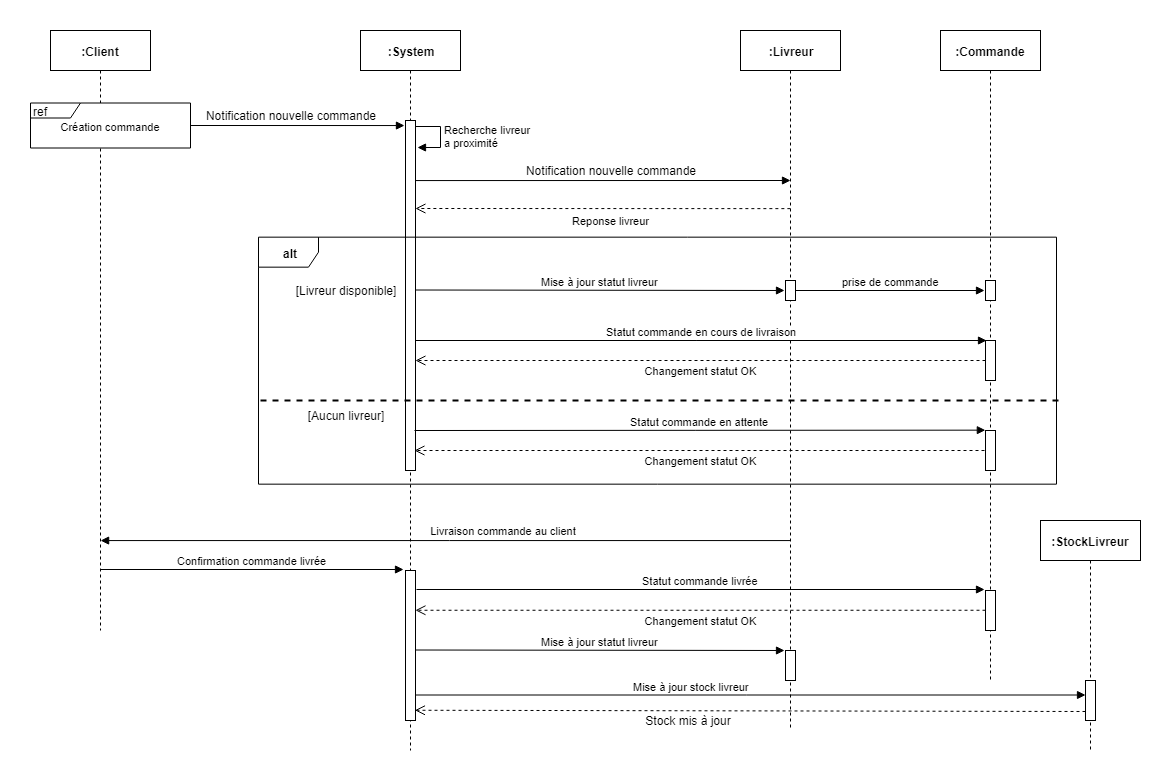 :Client
:System
:Livreur
:Commande
ref
Création commande
Notification nouvelle commande
Recherche livreur
a proximité
Notification nouvelle commande
Reponse livreur
alt
[Livreur disponible]
Mise à jour statut livreur
prise de commande
Statut commande en cours de livraison
Changement statut OK
[Aucun livreur]
Statut commande en attente
Changement statut OK
Livraison commande au client
:StockLivreur
Confirmation commande livrée
Statut commande livrée
Changement statut OK
Mise à jour statut livreur
Mise à jour stock livreur
Stock mis à jour